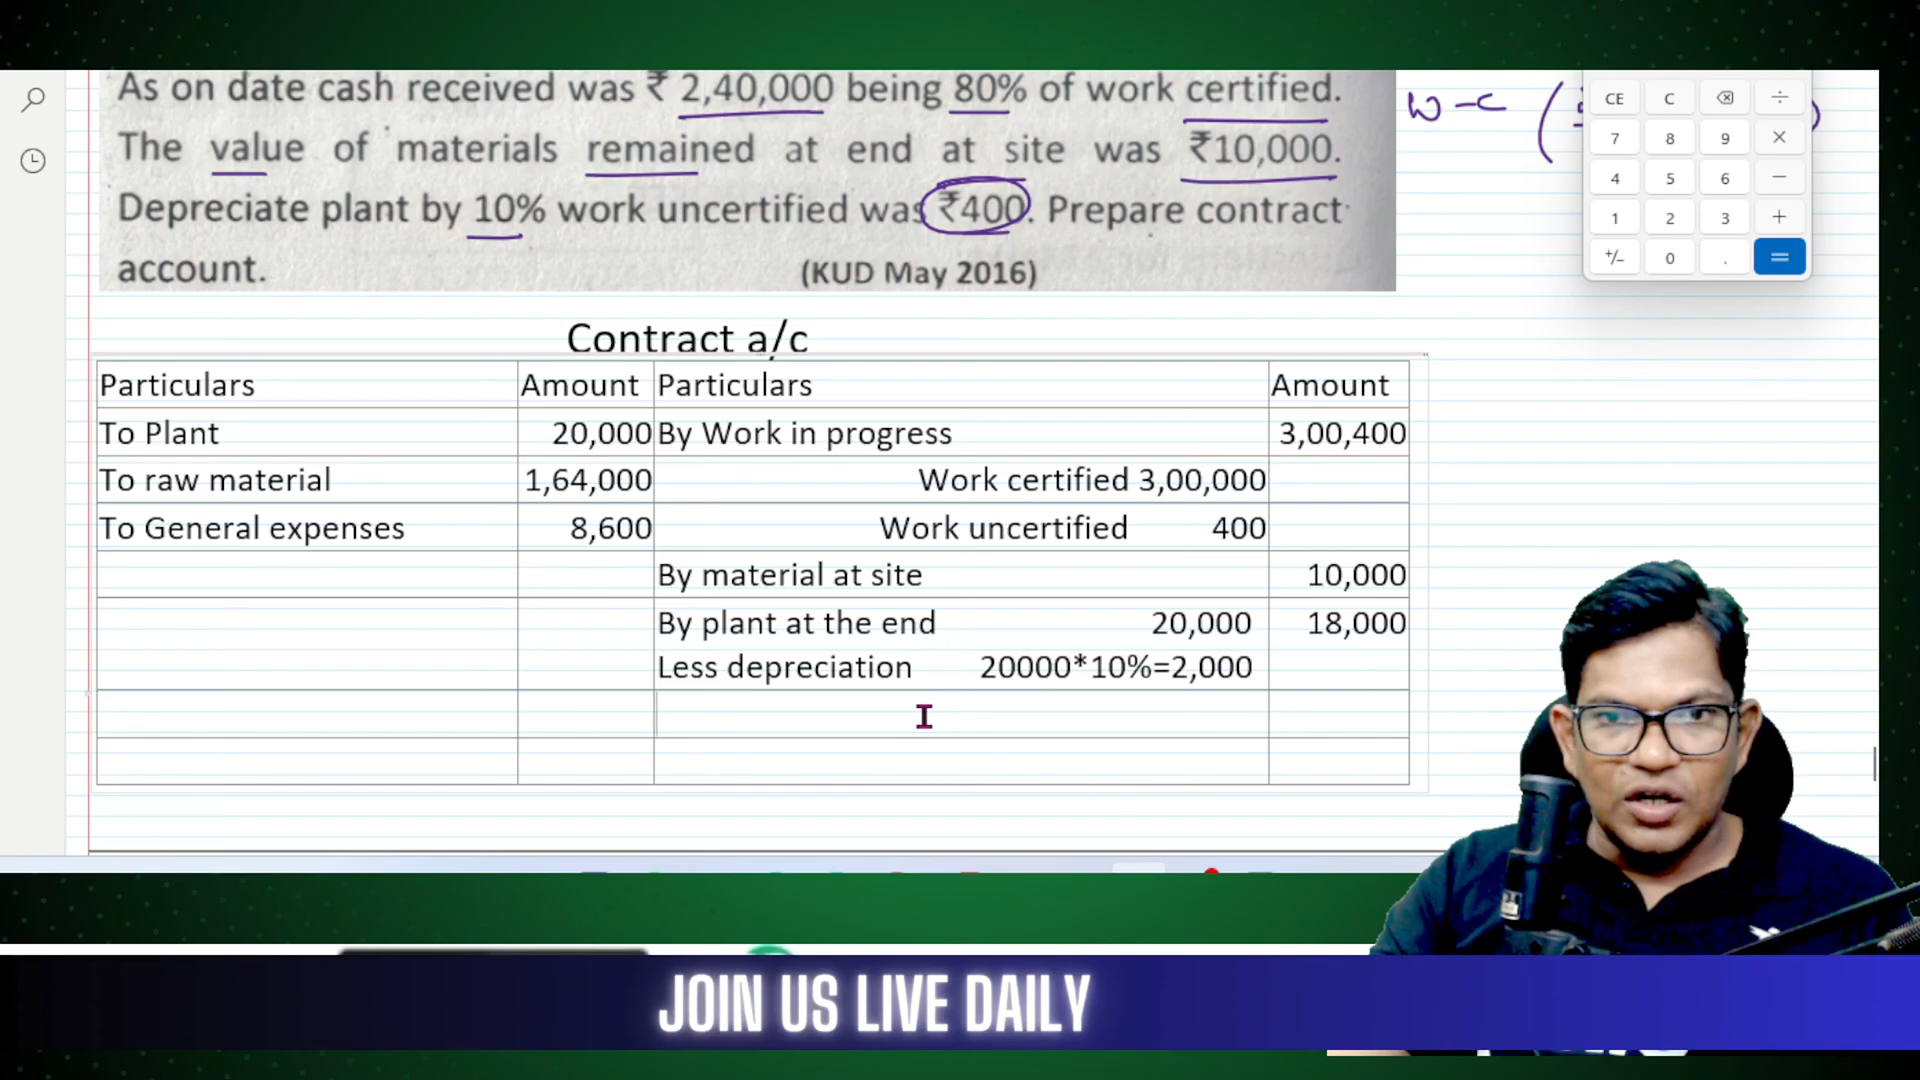 As on date cash received was ₹ 2,40,000 being 80% of work certified.
The value of materials remained at end at site was ₹10,000.
Depreciate plant by 10% work uncertified was ₹400. Prepare contract
account. (KUD May 2016)
W-C (
CE C ÷
7 8 9 ×
4 5 6 −
1 2 3 +
+/− 0 . =
Contract a/c
Particulars Amount Particulars Amount
To Plant 20,000 By Work in progress 3,00,400
To raw material 1,64,000 Work certified 3,00,000
To General expenses 8,600 Work uncertified 400
By material at site 10,000
By plant at the end 20,000 18,000
Less depreciation 20000*10%=2,000
JOIN US LIVE DAILY